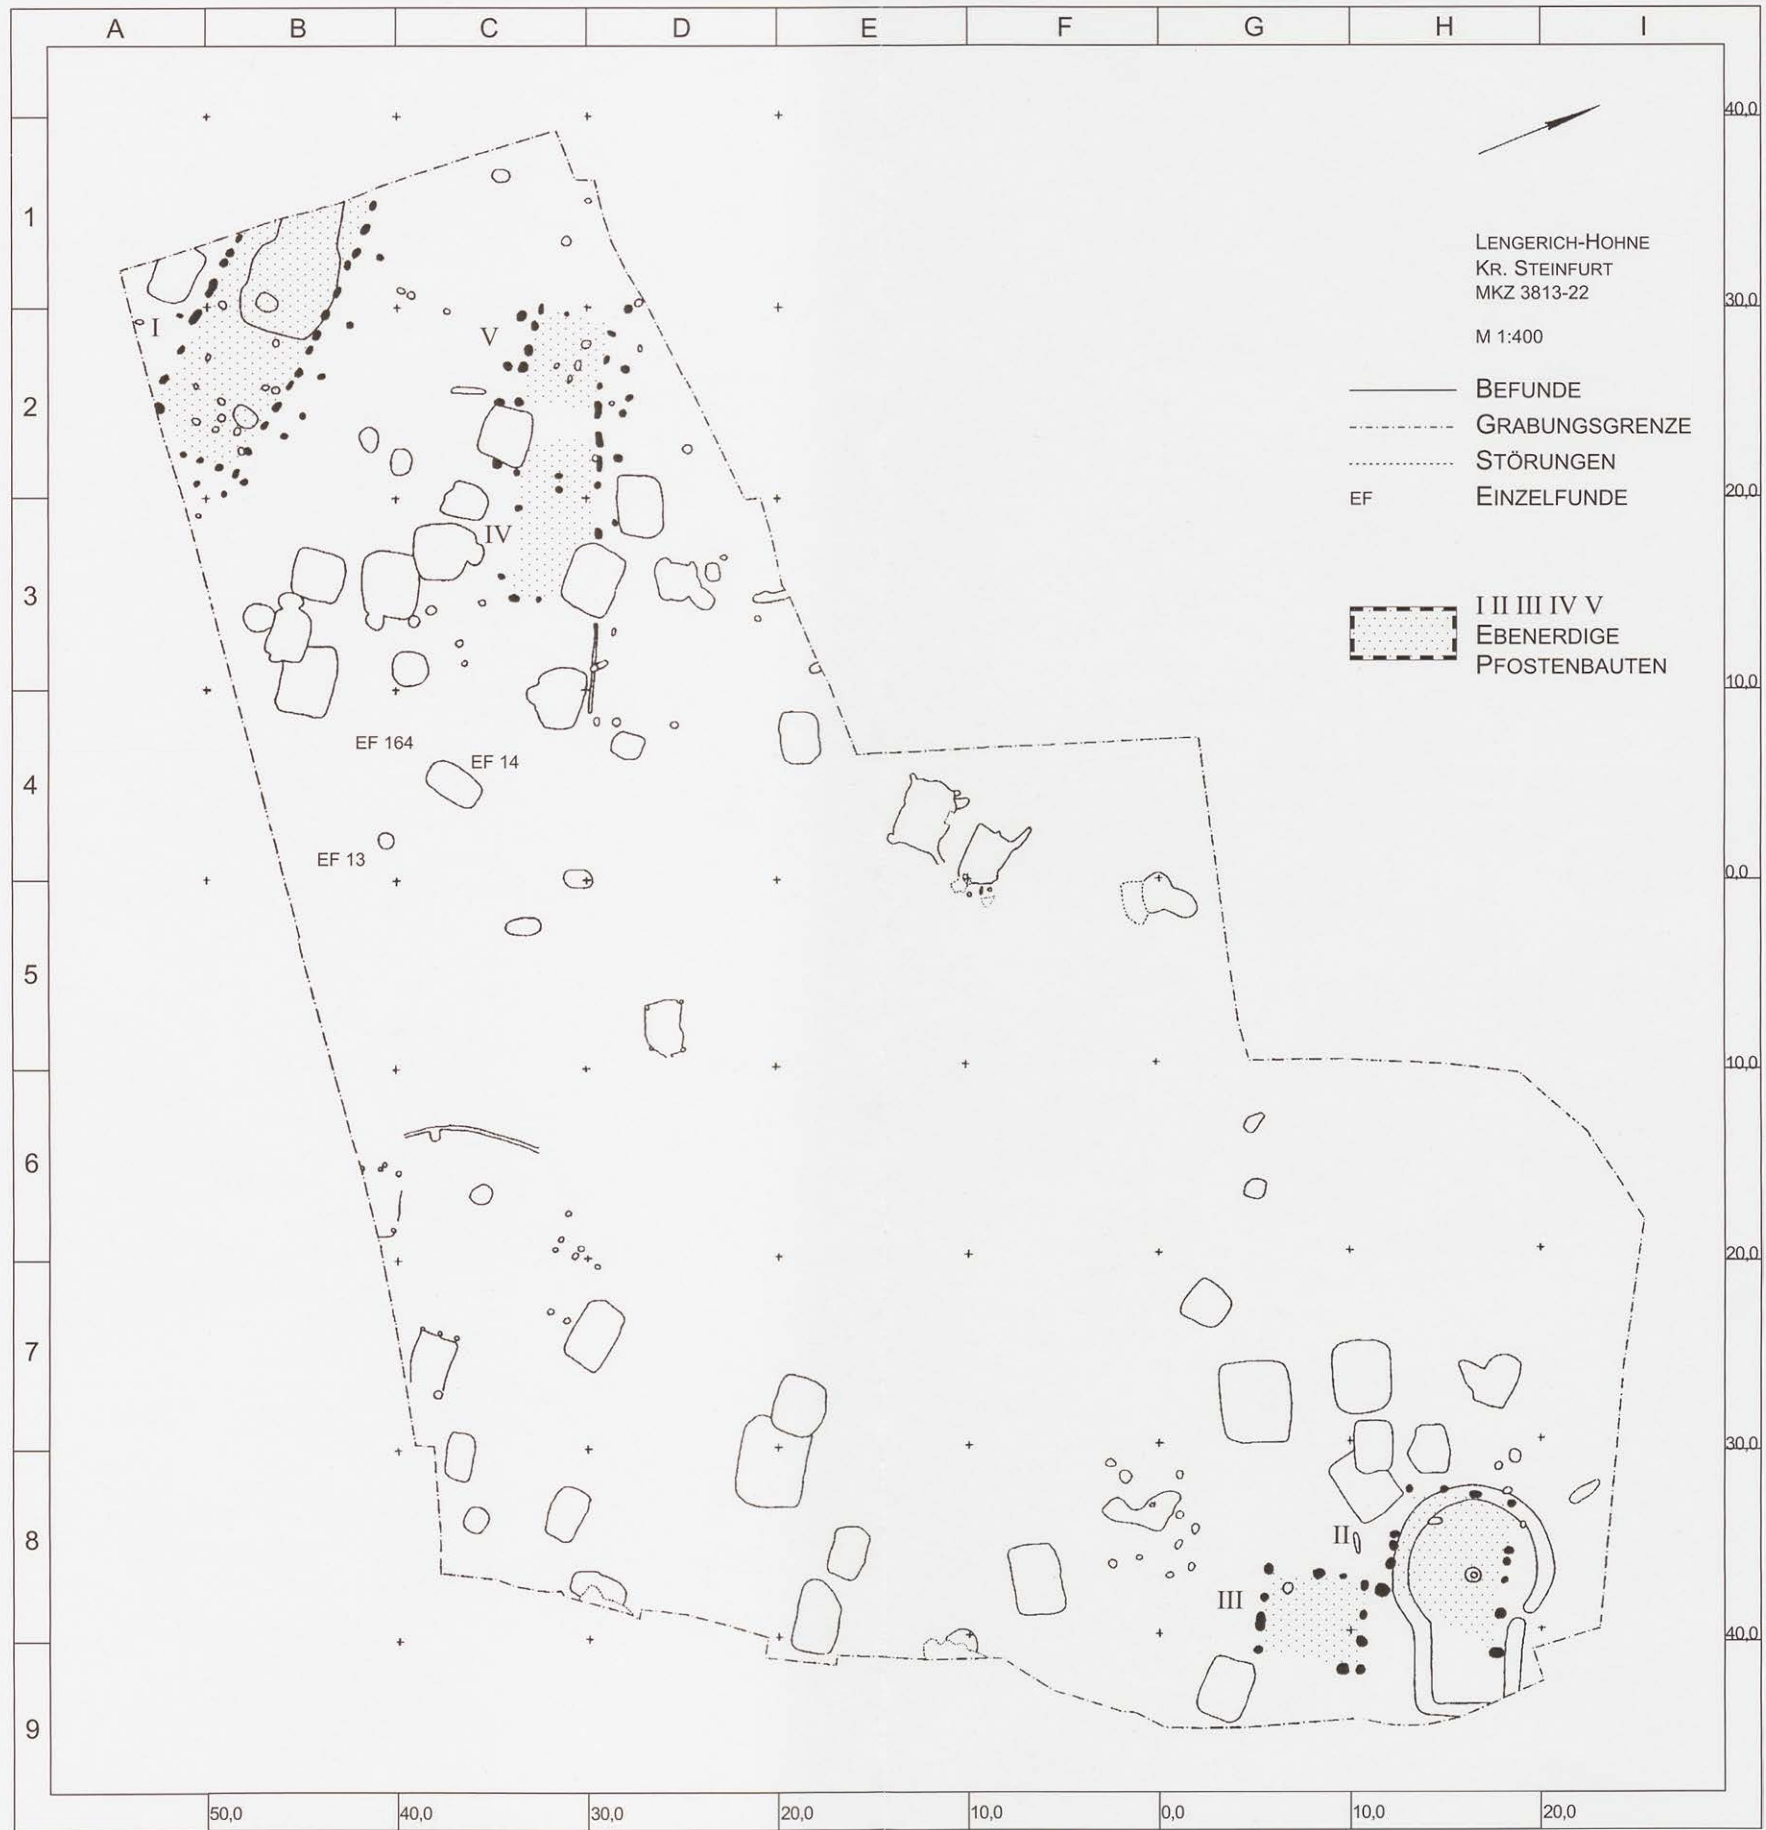 A B C D E F G H I
1
2
3
4
5
6
7
8
9
40,0
30,0
20,0
10,0
0,0
10,0
20,0
30,0
40,0
LENGERICH-HOHNE
KR. STEINFURT
MKZ 3813-22
M 1:400
BEFUNDE
GRABUNGSGRENZE
STÖRUNGEN
EF EINZELFUNDE
I II III IV V
EBENERDIGE
PFOSTENBAUTEN
I
V
IV
EF 164
EF 14
EF 13
II
III
50,0 40,0 30,0 20,0 10,0 0,0 10,0 20,0